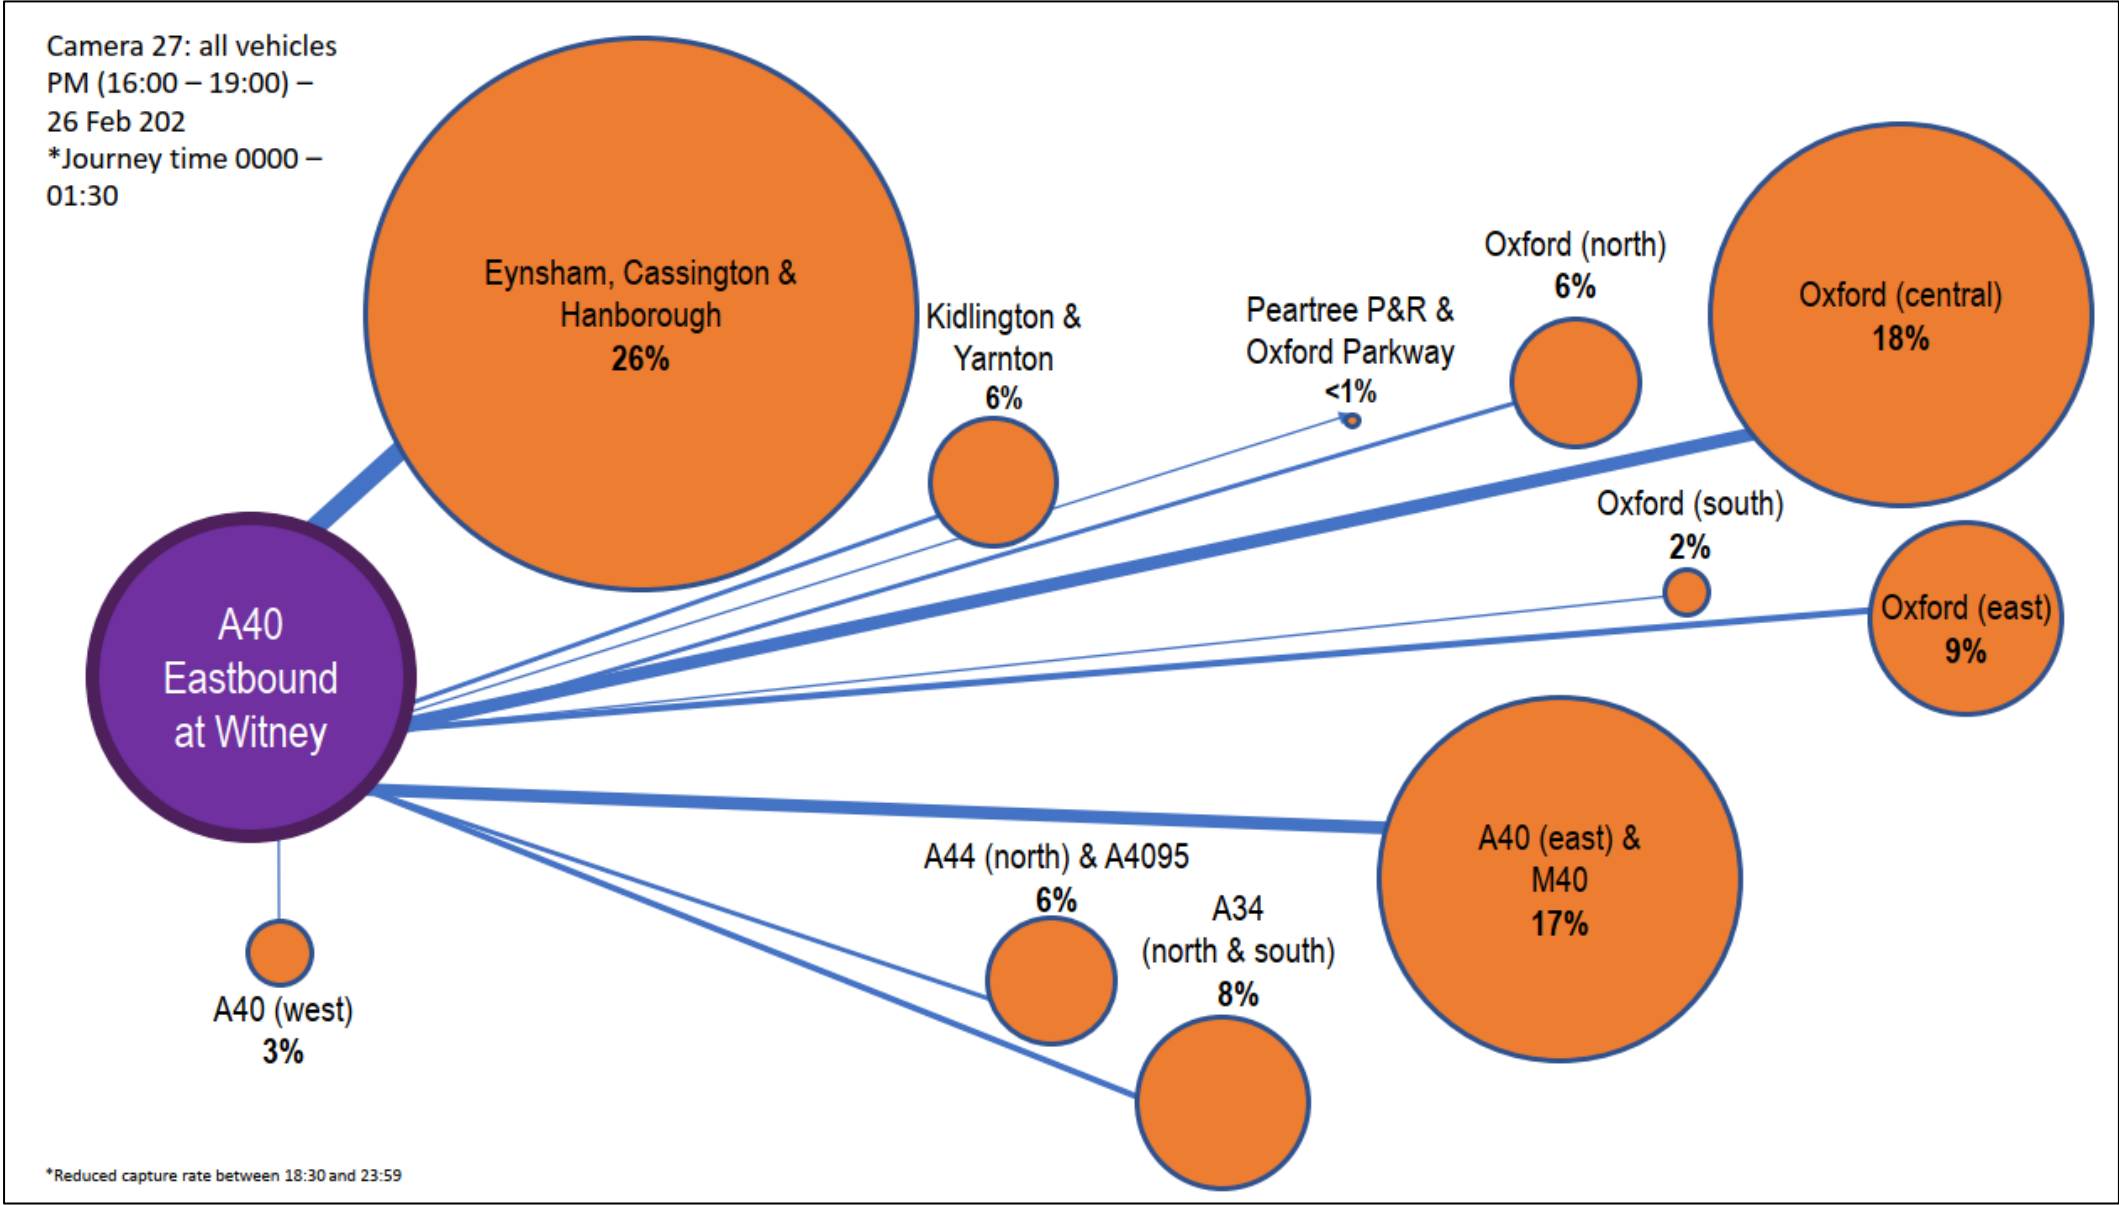 Camera 27: all vehicles
PM (16:00 – 19:00) –
26 Feb 202
*Journey time 0000 –
01:30
Eynsham, Cassington &
Hanborough
26%
Kidlington &
Yarnton
6%
Peartree P&R &
Oxford Parkway
<1%
Oxford (north)
6%
Oxford (central)
18%
Oxford (south)
2%
Oxford (east)
9%
A40
Eastbound
at Witney
A40 (east) &
M40
17%
A44 (north) & A4095
6%
A34
(north & south)
8%
A40 (west)
3%
*Reduced capture rate between 18:30 and 23:59